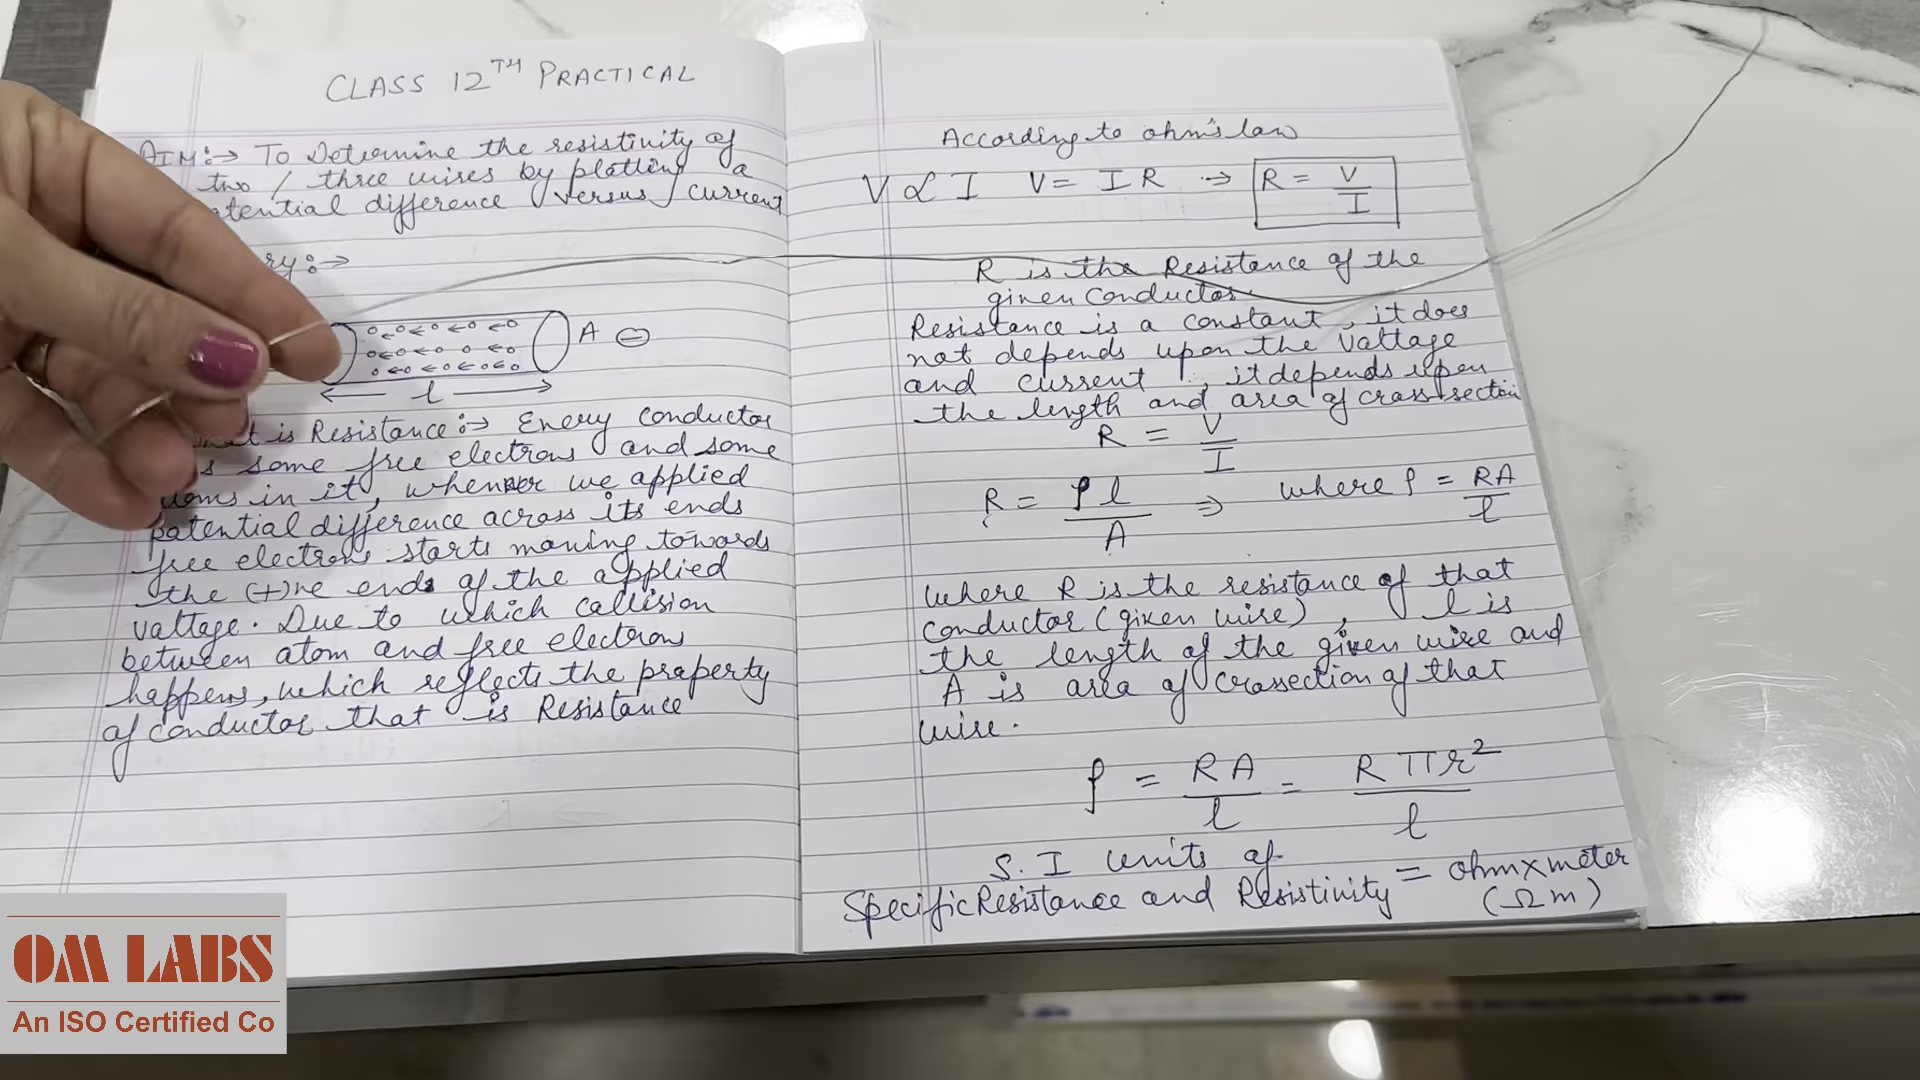 CLASS 12TH PRACTICAL
AIM:→ To Determine the resistivity of
two / three wires by plotting a
tential difference versus current
ry:→
A ⊖
l
t is Resistance:→ Every conductor
s some free electrons and some
oms in it, whenever we applied
potential difference across its ends
free electrons starts moving towards
the (+)ve ends of the applied
voltage. Due to which collision
between atom and free electrons
happens, which reflects the property
of conductor that is Resistance
According to ohm's law
V ∝ I V = I R → R = V/I
R is the Resistance of the
given conductor.
Resistance is a constant, it does
not depends upon the Voltage
and current, it depends upon
the length and area of cross section
R = V/I
R = ρl/A ⇒ where ρ = RA/l
where R is the resistance of that
conductor (given wire), l is
the length of the given wire and
A is area of crossection of that
wire.
ρ = RA/l = Rπr²/l
S.I units of
Specific Resistance and Resistivity = ohm x meter
(Ωm)
OM LABS
An ISO Certified Co